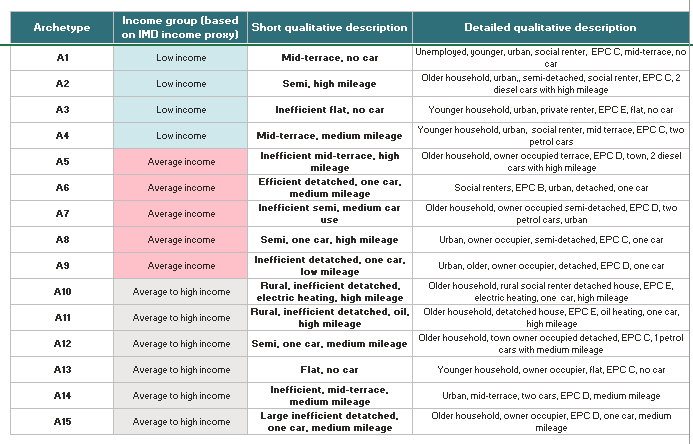 Archetype
Income group (based
on IMD income proxy)
Short qualitative description
Detailed qualitative description
A1
Low income
Mid-terrace, no car
Unemployed, younger, urban, social renter, EPC C, mid-terrace, no
car
A2
Low income
Semi, high mileage
Older household, urban,, semi-detached, social renter, EPC C, 2
diesel cars with high mileage
A3
Low income
Inefficient flat, no car
Younger household, urban, private renter, EPC E, flat, no car
A4
Low income
Mid-terrace, medium mileage
Younger household, urban, social renter, mid terrace, EPC C, two
petrol cars
A5
Average income
Inefficient mid-terrace, high
mileage
Older household, owner occupied terrace, EPC D, town, 2 diesel
cars with high mileage
A6
Average income
Efficient detatched, one car,
medium mileage
Social renters, EPC B, urban, detached, one car
A7
Average income
Inefficient semi, medium car
use
Older household, owner occupied semi-detached, EPC D, two
petrol cars, urban
A8
Average income
Semi, one car, high mileage
Urban, owner occupier, semi-detached, EPC C, one car
A9
Average income
Inefficient detatched, one car,
low mileage
Urban, older, owner occupier, detached, EPC D, one car
A10
Average to high income
Rural, inefficient detatched,
electric heating, high mileage
Older household, rural social renter detached house, EPC E,
electric heating, one car, high mileage
A11
Average to high income
Rural, inefficient detatched, oil,
high mileage
Older household, detatched house, EPC E, oil heating, one car,
high mileage
A12
Average to high income
Semi, one car, medium mileage
Older household, town owner occupied detached, EPC C, 1 petrol
cars with medium mileage
A13
Average to high income
Flat, no car
Younger household, owner occupier, flat, EPC C, no car
A14
Average to high income
Inefficient, mid-terrace,
medium mileage
Urban, mid-terrace, two cars, EPC D, medium mileage
A15
Average to high income
Large inefficient detatched,
one car, medium mileage
Older household, owner occupier, EPC D, one car, medium
mileage